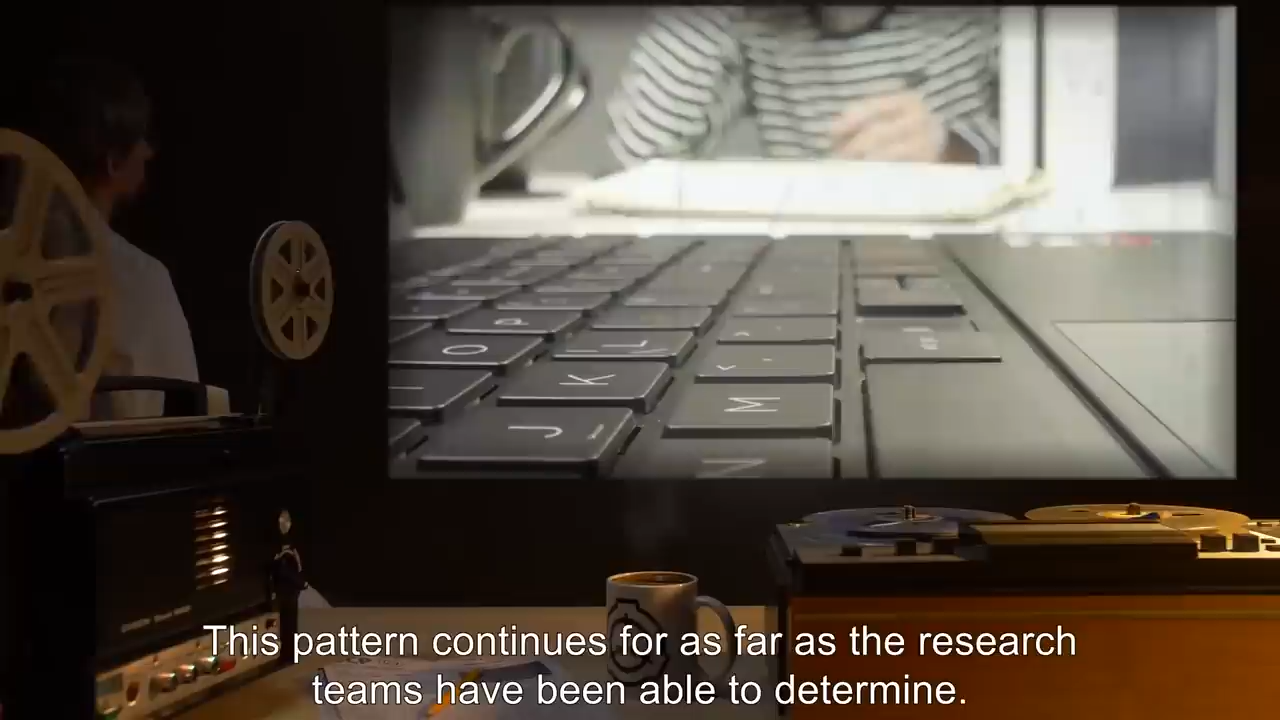 P
O
L
K
<
M
J
N
This pattern continues for as far as the research
teams have been able to determine.